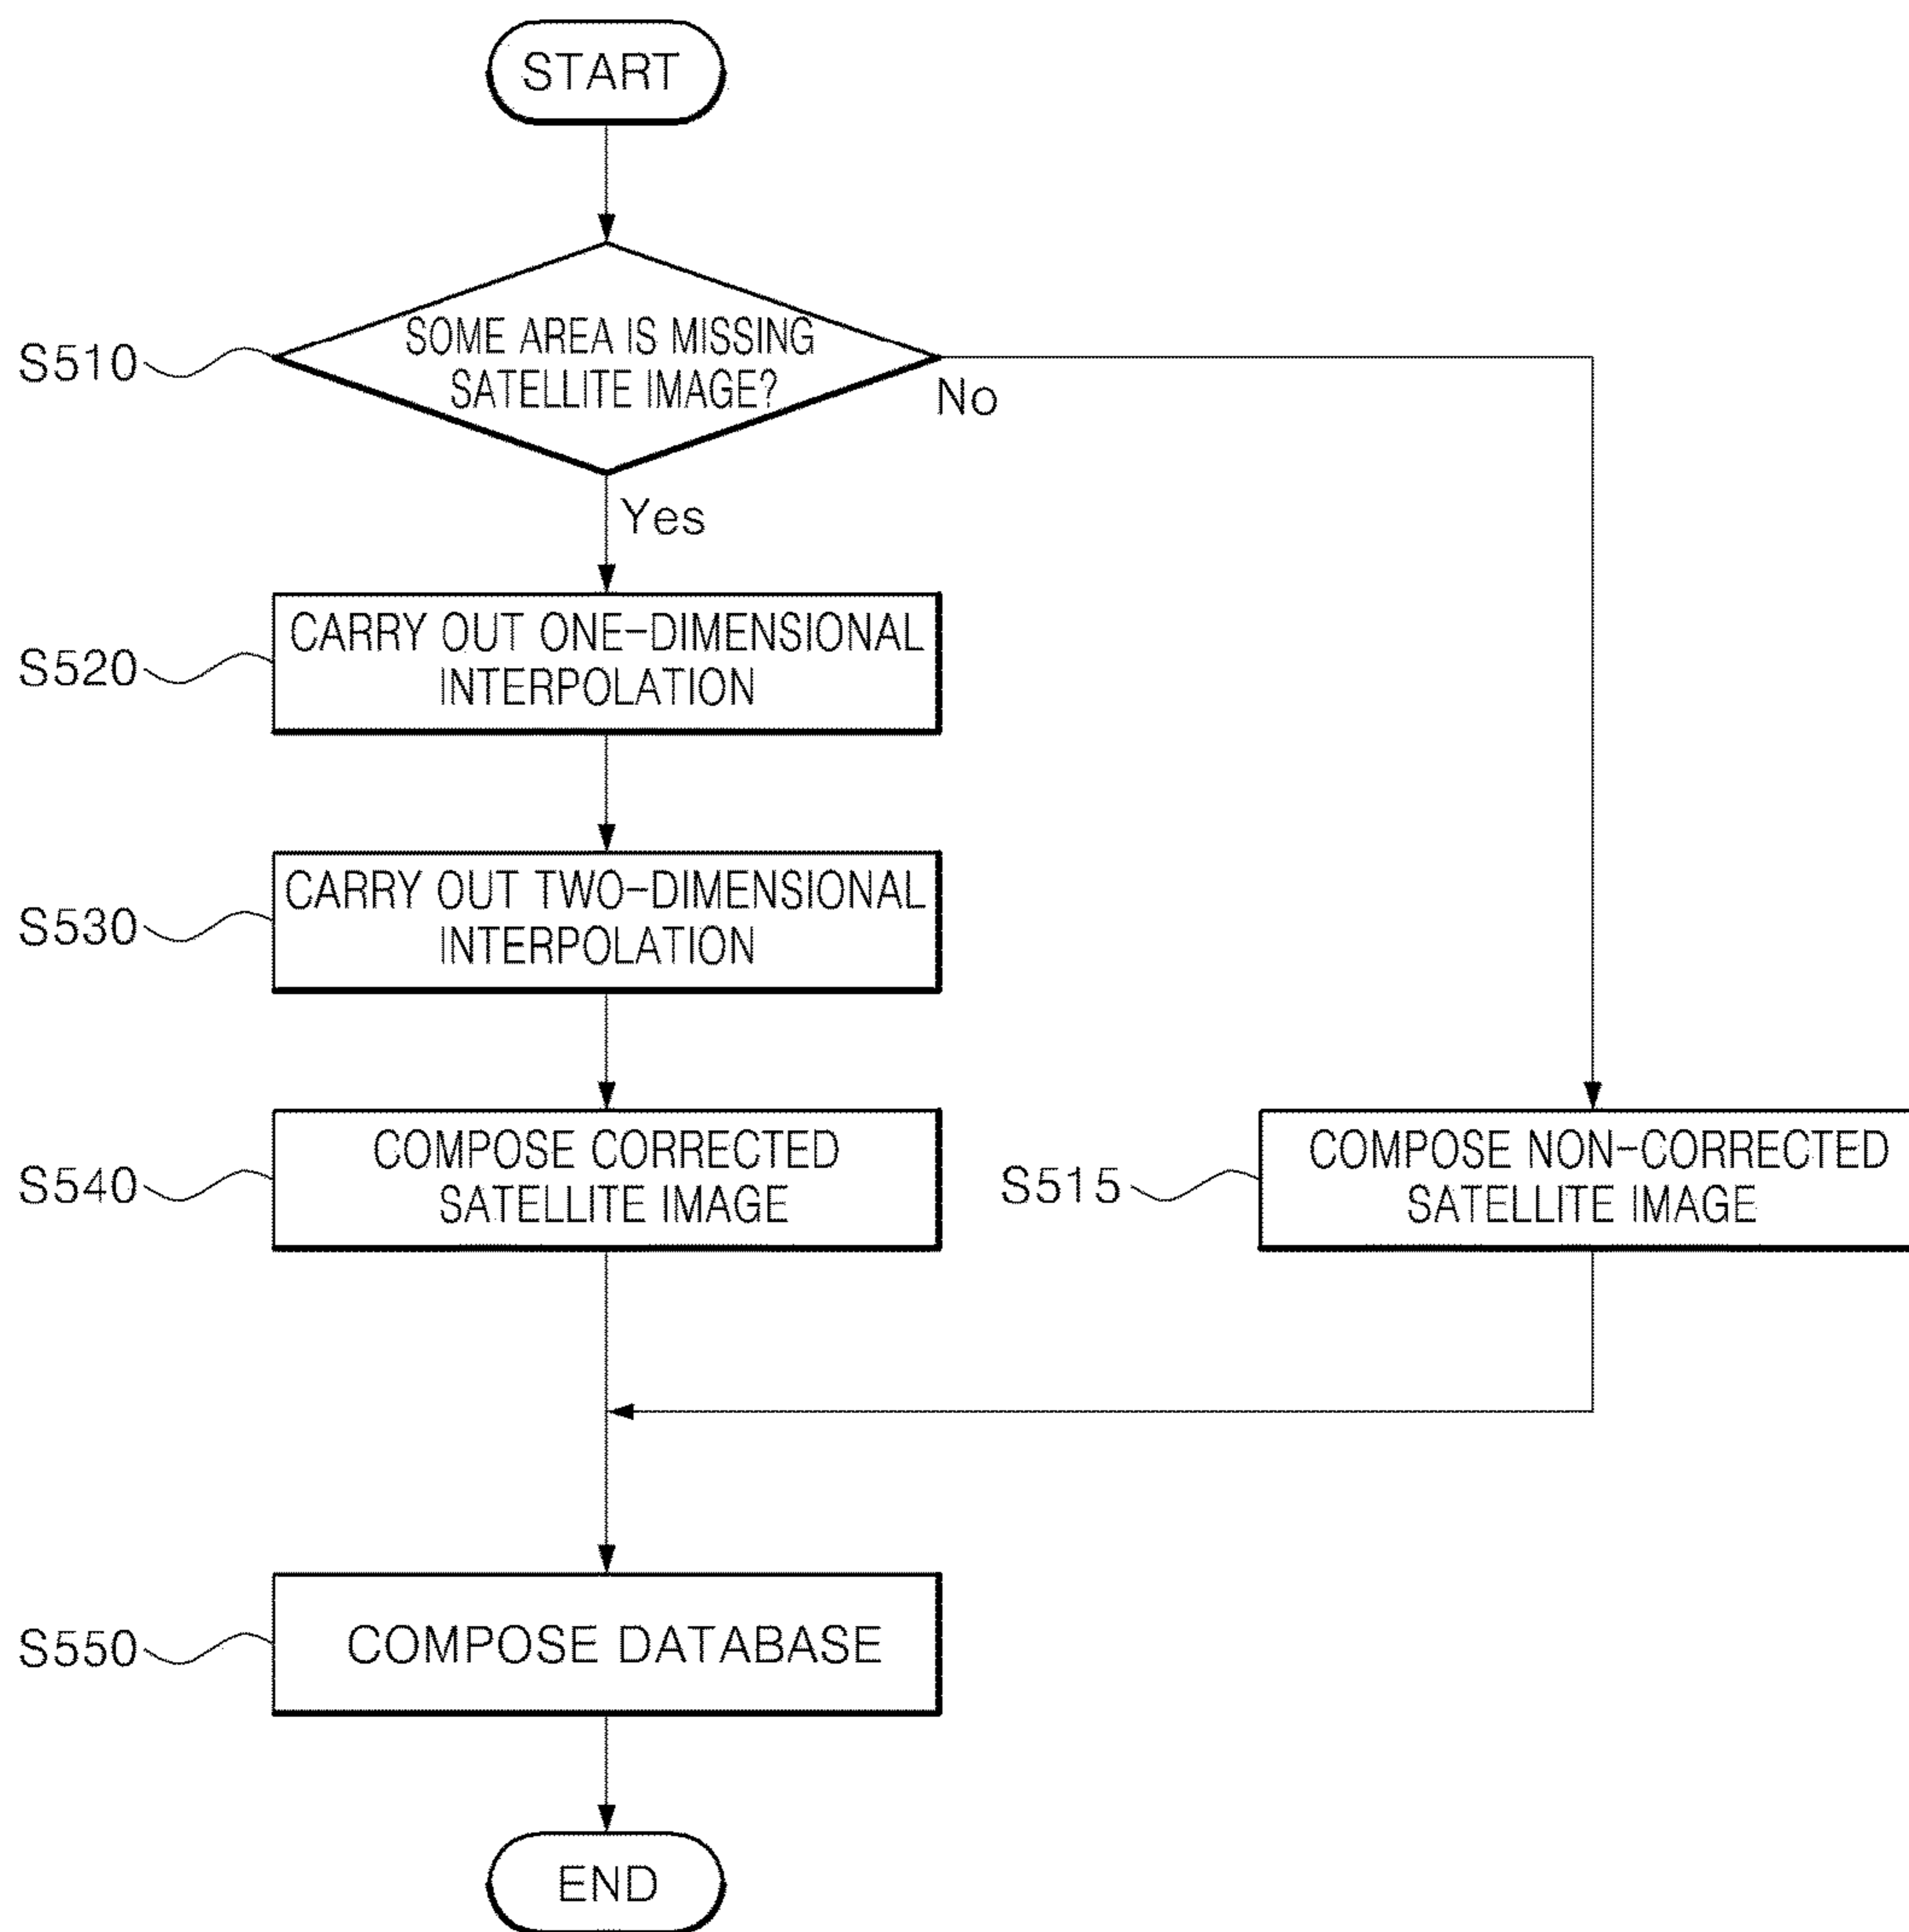 START
S510
SOME AREA IS MISSING
SATELLITE IMAGE?
No
Yes
S520
CARRY OUT ONE-DIMENSIONAL
INTERPOLATION
S530
CARRY OUT TWO-DIMENSIONAL
INTERPOLATION
S540
COMPOSE CORRECTED
SATELLITE IMAGE
S515
COMPOSE NON-CORRECTED
SATELLITE IMAGE
S550
COMPOSE DATABASE
END